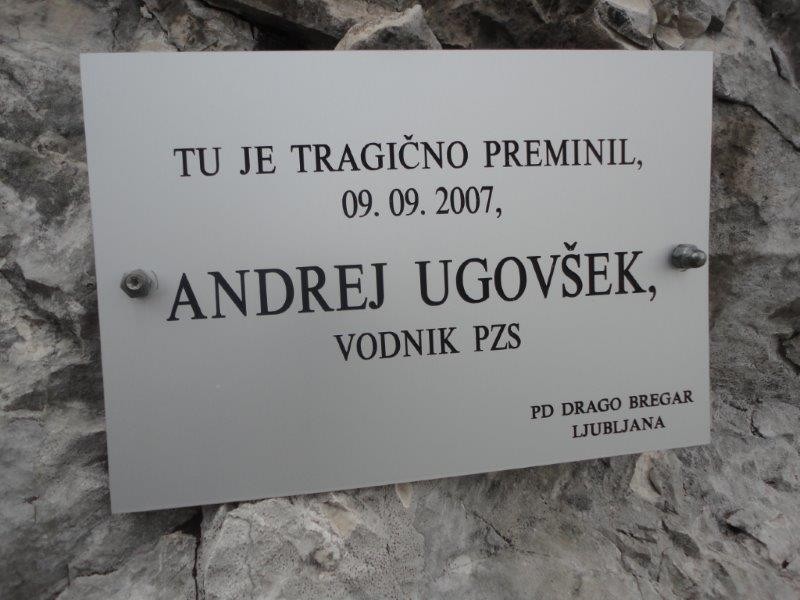 TU JE TRAGIČNO PREMINIL,
09. 09. 2007,
ANDREJ UGOVŠEK,
VODNIK PZS
PD DRAGO BREGAR
LJUBLJANA